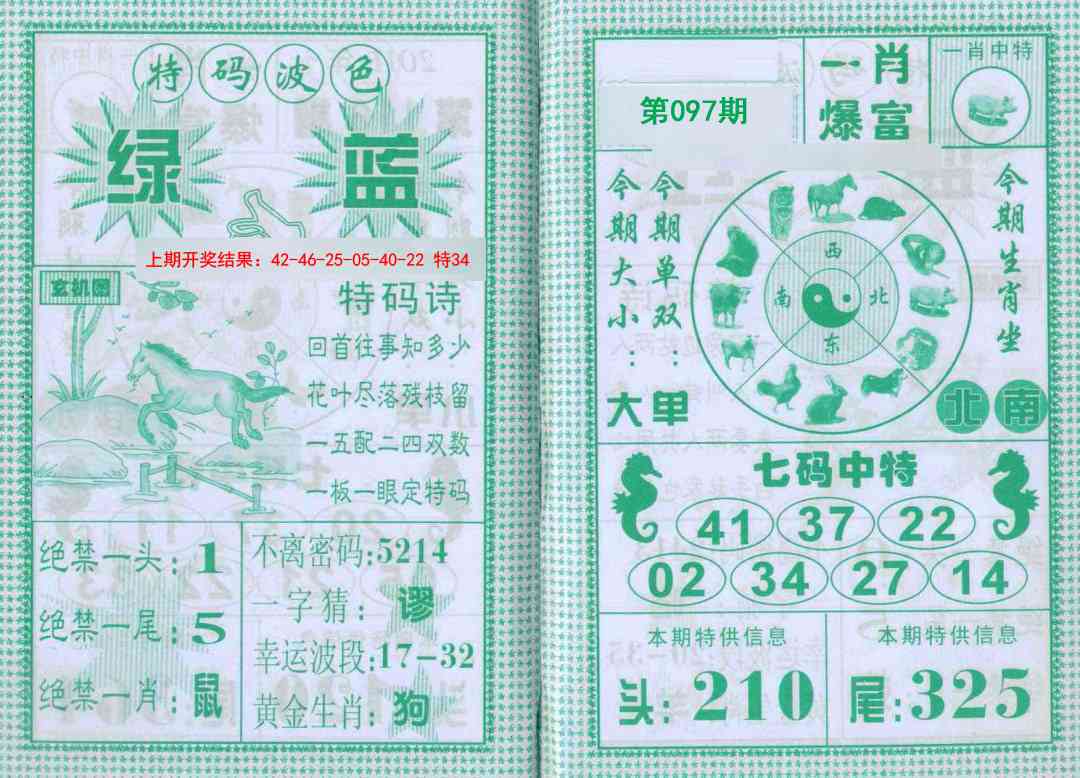 特码波色
绿 蓝
上期开奖结果：42-46-25-05-40-22 特34
玄机图
特码诗
回首往事知多少
花叶尽落残枝留
一五配二四双数
一板一眼定特码
绝禁一头：1
绝禁一尾：5
绝禁一肖：鼠
不离密码:5214
一字猜：谬
幸运波段:17-32
黄金生肖:狗
第097期
一肖
爆富
一肖中特
今期大小：大
今期单双：单
西
南 北
东
今期生肖坐
北 南
七码中特
41 37 22
02 34 27 14
本期特供信息
头：210
本期特供信息
尾：325